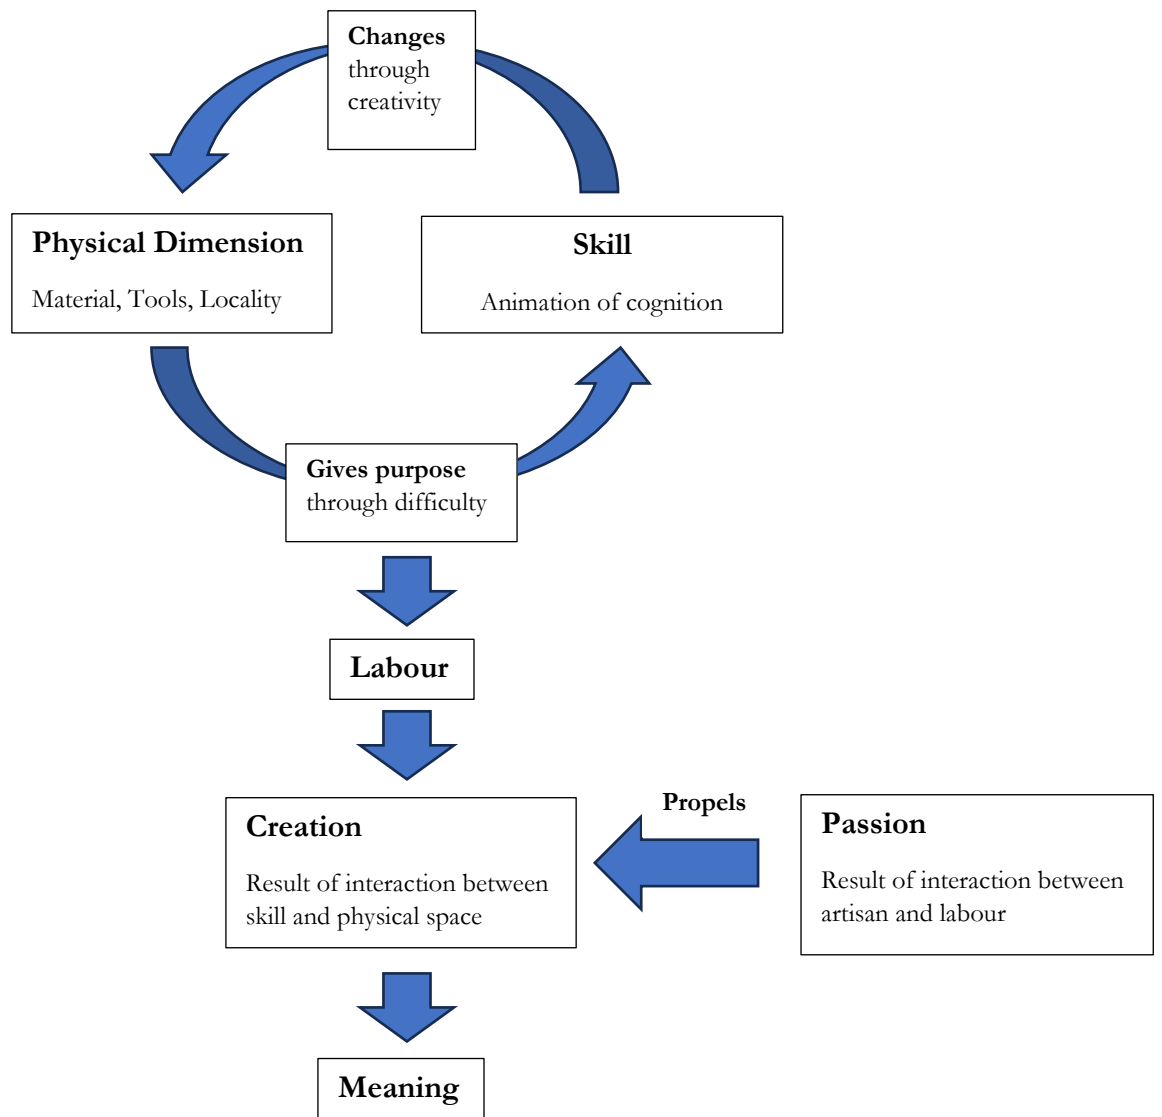 Changes
through
creativity
Physical Dimension
Material, Tools, Locality
Skill
Animation of cognition
Gives purpose
through difficulty
Labour
Creation
Result of interaction between
skill and physical space
Propels
Passion
Result of interaction between
artisan and labour
Meaning